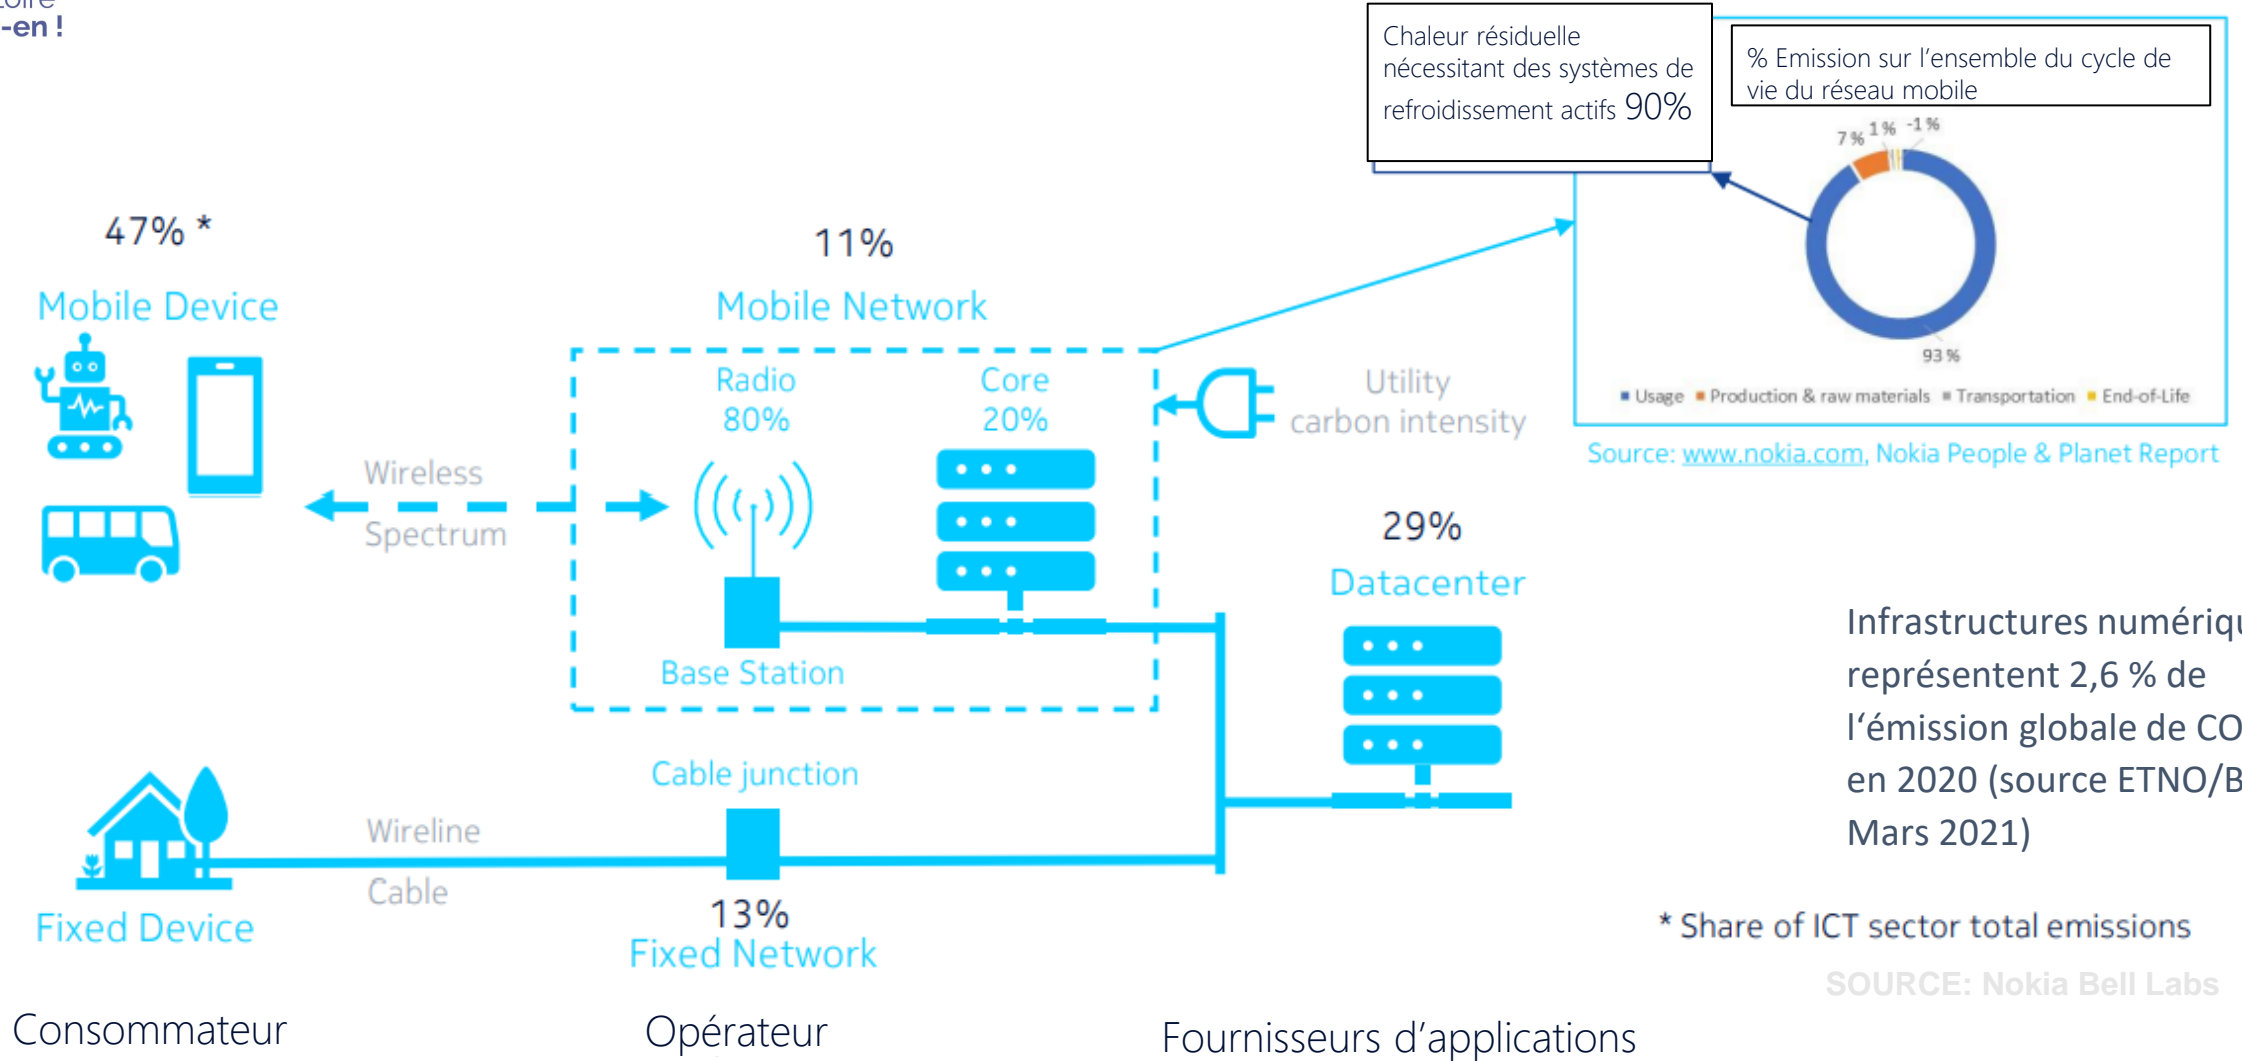 -en !
Chaleur résiduelle
nécessitant des systèmes de
refroidissement actifs 90%
% Emission sur l'ensemble du cycle de
vie du réseau mobile
7% 1% -1%
93%
Usage Production & raw materials Transportation End-of-Life
Source: www.nokia.com, Nokia People & Planet Report
47% *
Mobile Device
11%
Mobile Network
Radio
80%
Core
20%
Utility
carbon intensity
Wireless
Spectrum
Base Station
29%
Datacenter
Infrastructures numériqu
représentent 2,6 % de
l‘émission globale de CO
en 2020 (source ETNO/B
Mars 2021)
Cable junction
Wireline
Cable
Fixed Device
13%
Fixed Network
* Share of ICT sector total emissions
SOURCE: Nokia Bell Labs
Consommateur
Opérateur
Fournisseurs d'applications